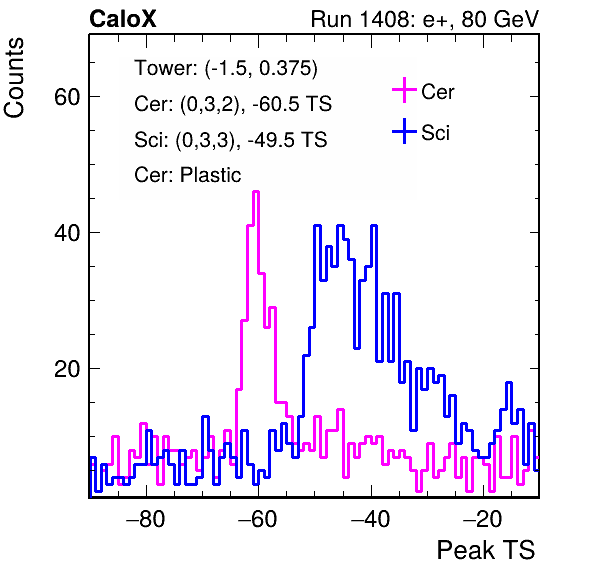 CaloX Run 1408: e+, 80 GeV
Counts
Tower: (-1.5, 0.375)
Cer: (0,3,2), -60.5 TS
Sci: (0,3,3), -49.5 TS
Cer: Plastic
Cer
Sci
60
40
20
−80 −60 −40 −20
Peak TS